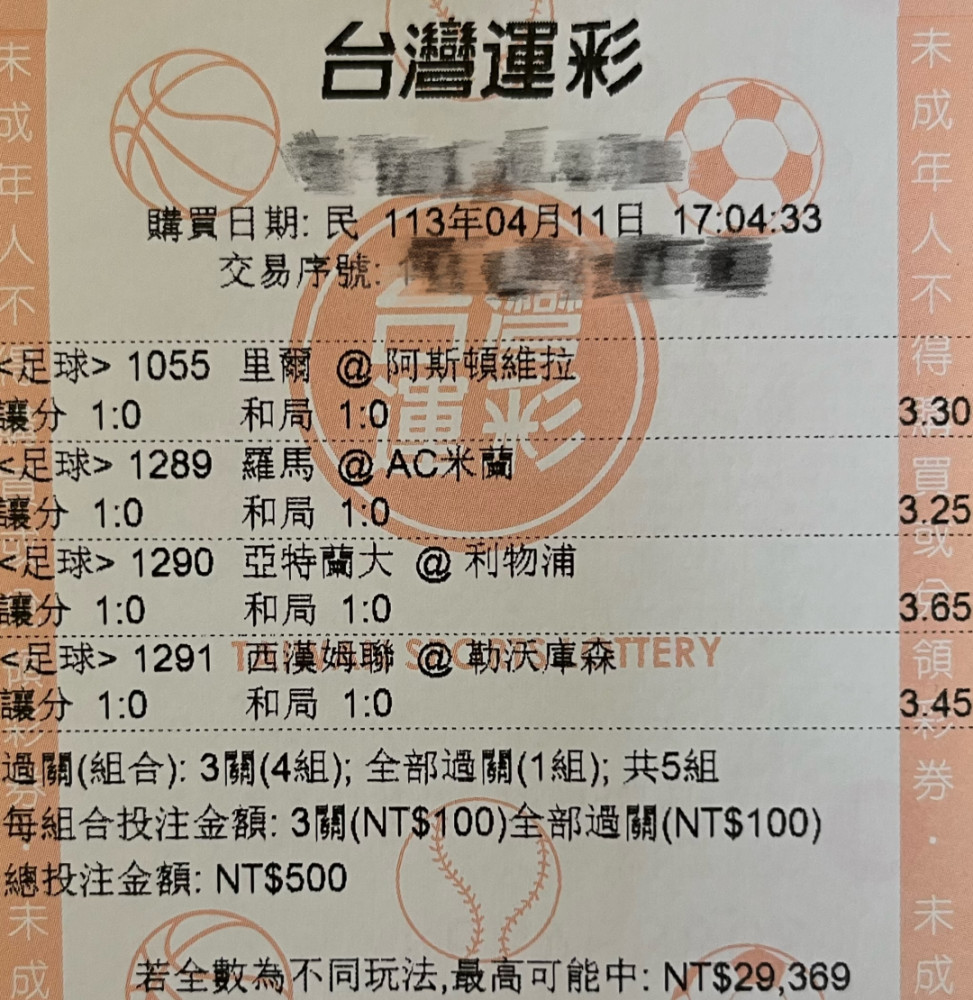 台灣運彩
購買日期: 民 113年04月11日 17:04:33
交易序號:
<足球> 1055 里爾 @ 阿斯頓維拉
讓分 1:0 和局 1:0 3.30
<足球> 1289 羅馬 @ AC米蘭
讓分 1:0 和局 1:0 3.25
<足球> 1290 亞特蘭大 @ 利物浦
讓分 1:0 和局 1:0 3.65
<足球> 1291 西漢姆聯 @ 勒沃庫森
讓分 1:0 和局 1:0 3.45
過關(組合): 3關(4組); 全部過關(1組); 共5組
每組合投注金額: 3關(NT$100)全部過關(NT$100)
總投注金額: NT$500
若全數為不同玩法,最高可能中: NT$29,369
台灣運彩
未成年人不得購買或分領彩券.未成